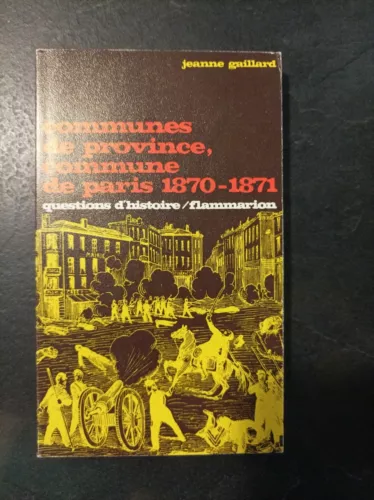 jeanne gaillard
communes
de province,
commune
de paris 1870-1871
questions d'histoire/flammarion